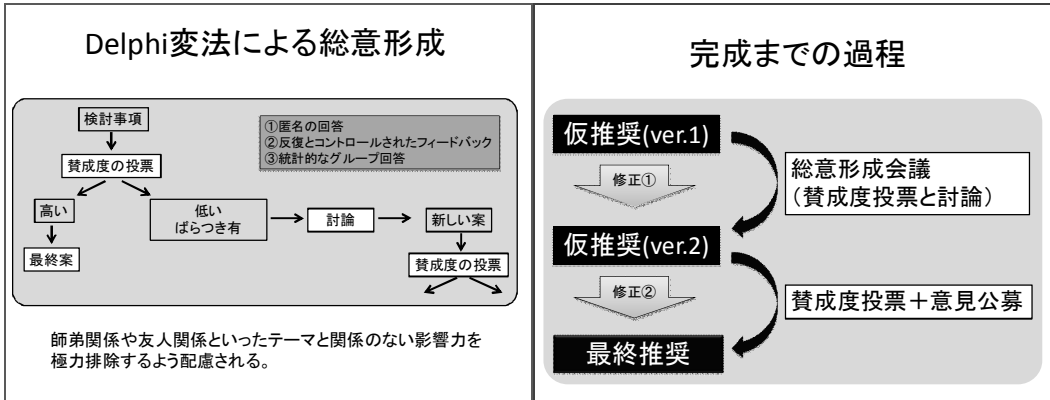 Delphi変法による総意形成
検討事項
①匿名の回答
②反復とコントロールされたフィードバック
③統計的なグループ回答
賛成度の投票
高い
低い
ばらつき有
討論
新しい案
最終案
賛成度の投票
師弟関係や友人関係といったテーマと関係のない影響力を
極力排除するよう配慮される。
完成までの過程
仮推奨(ver.1)
修正①
総意形成会議
（賛成度投票と討論）
仮推奨(ver.2)
修正②
賛成度投票＋意見公募
最終推奨